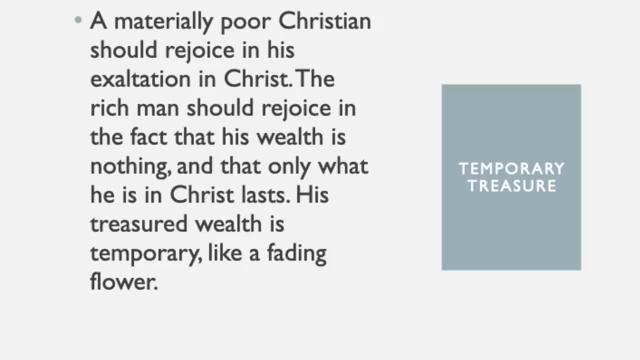 • A materially poor Christian
should rejoice in his
exaltation in Christ. The
rich man should rejoice in
the fact that his wealth is
nothing, and that only what
he is in Christ lasts. His
treasured wealth is
temporary, like a fading
flower.
TEMPORARY
TREASURE